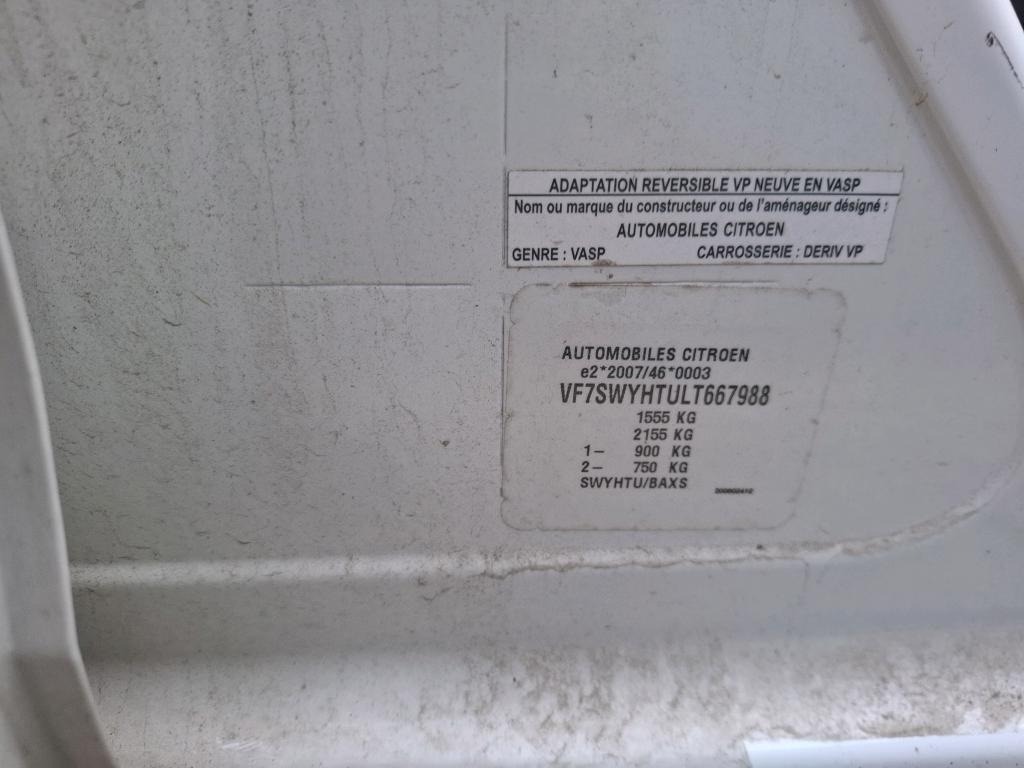 ADAPTATION REVERSIBLE VP NEUVE EN VASP
Nom ou marque du constructeur ou de l'aménageur désigné :
AUTOMOBILES CITROEN
GENRE : VASP CARROSSERIE : DERIV VP
AUTOMOBILES CITROEN
e2*2007/46*0003
VF7SWYHTULT667988
1555 KG
2155 KG
1– 900 KG
2– 750 KG
SWYHTU/BAXS